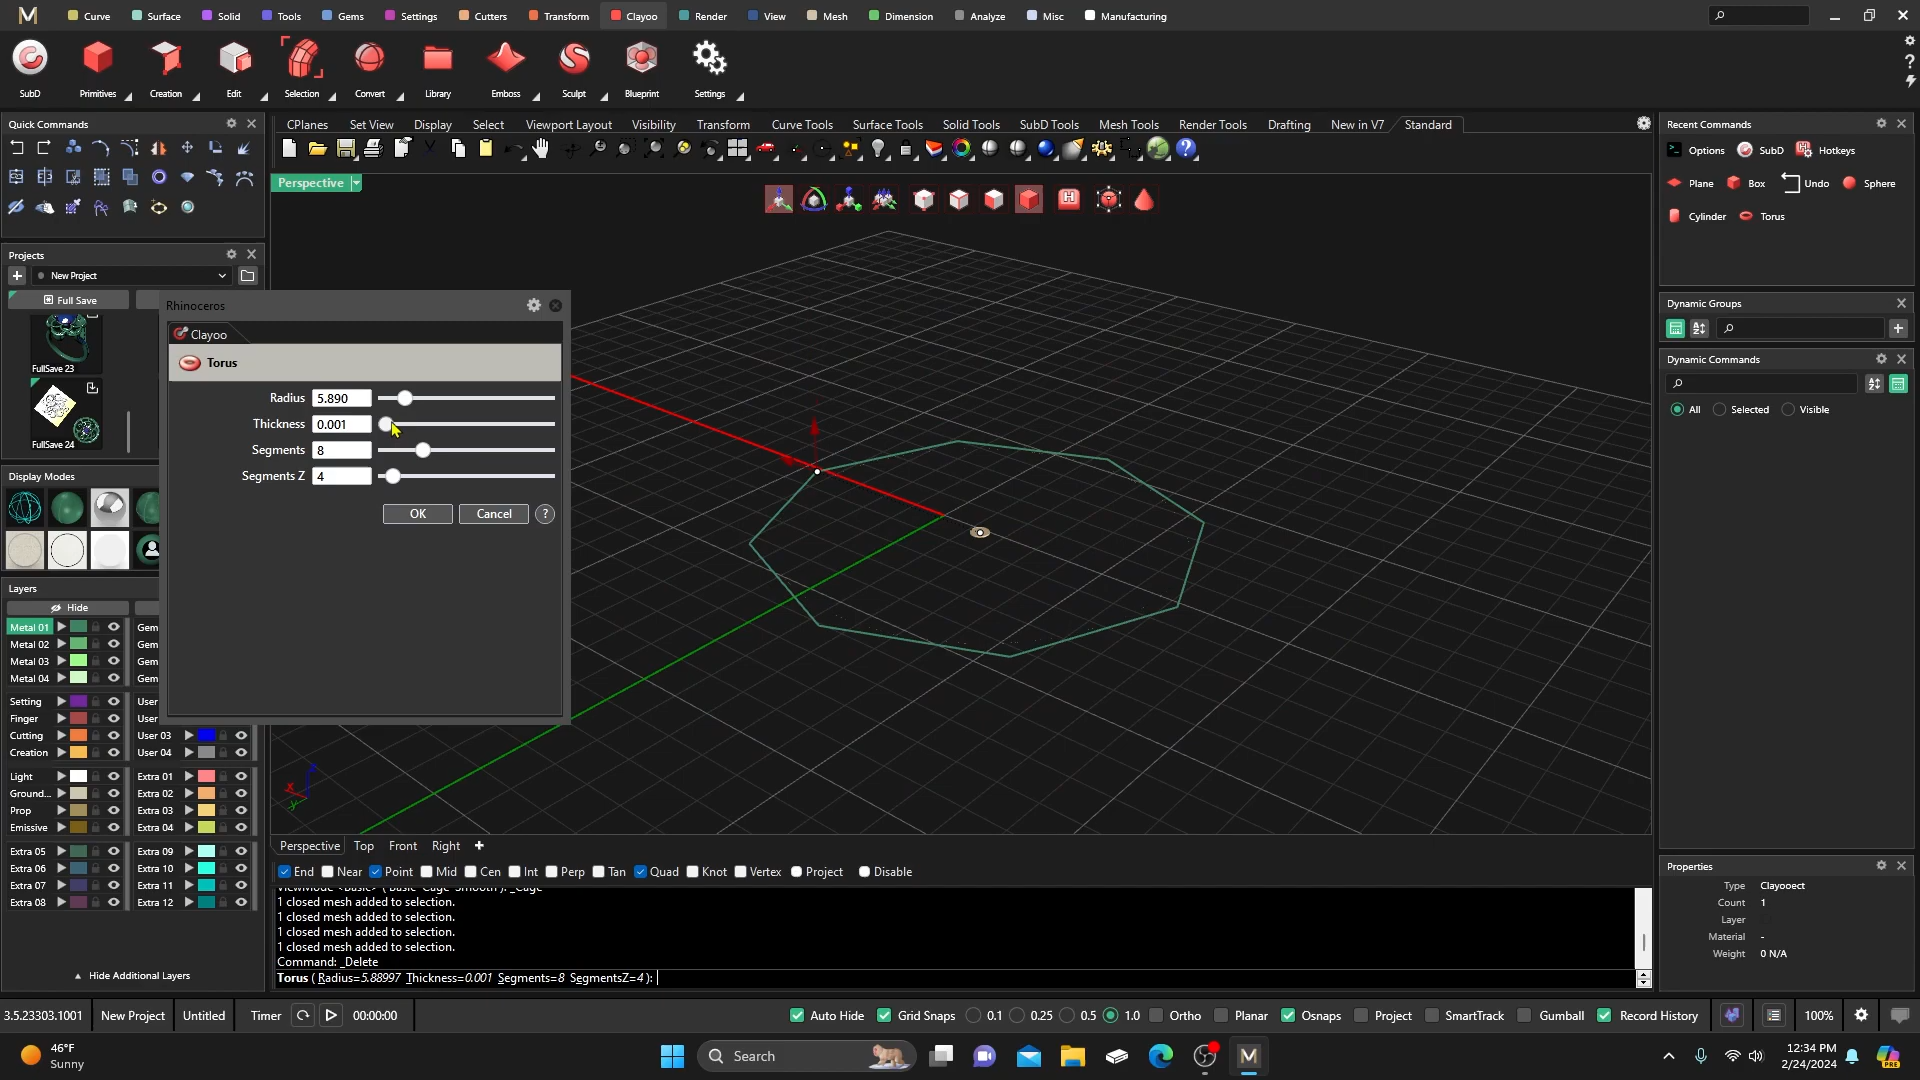 Curve Surface Solid Tools Gems Settings Cutters Transform Clayoo Render View Mesh Dimension Analyze Misc Manufacturing
SubD Primitives Creation Edit Selection Convert Library Emboss Sculpt Blueprint Settings
Quick Commands
CPlanes Set View Display Select Viewport Layout Visibility Transform Curve Tools Surface Tools Solid Tools SubD Tools Mesh Tools Render Tools Drafting New in V7 Standard
Perspective
Projects
New Project
Full Save
FullSave 23
FullSave 24
Display Modes
Layers
Hide
Metal 01 Gem
Metal 02 Gem
Metal 03 Gem
Metal 04 Gem
Setting User
Finger User
Cutting User 03
Creation User 04
Light Extra 01
Ground... Extra 02
Prop Extra 03
Emissive Extra 04
Extra 05 Extra 09
Extra 06 Extra 10
Extra 07 Extra 11
Extra 08 Extra 12
Hide Additional Layers
Rhinoceros
Clayoo
Torus
Radius 5.890
Thickness 0.001
Segments 8
Segments Z 4
OK Cancel ?
x
y
Perspective Top Front Right +
End Near Point Mid Cen Int Perp Tan Quad Knot Vertex Project Disable
ViewMode <Basic> ( Basic Cage Smooth ): _Cage
1 closed mesh added to selection.
1 closed mesh added to selection.
1 closed mesh added to selection.
1 closed mesh added to selection.
Command: _Delete
Torus ( Radius=5.88997 Thickness=0.001 Segments=8 SegmentsZ=4 ):
Recent Commands
Options SubD Hotkeys
Plane Box Undo Sphere
Cylinder Torus
Dynamic Groups
Dynamic Commands
All Selected Visible
Properties
Type Clayooect
Count 1
Layer
Material -
Weight 0 N/A
3.5.23303.1001 New Project Untitled Timer 00:00:00 Auto Hide Grid Snaps 0.1 0.25 0.5 1.0 Ortho Planar Osnaps Project SmartTrack Gumball Record History 100%
46°F
Sunny
Search
12:34 PM
2/24/2024